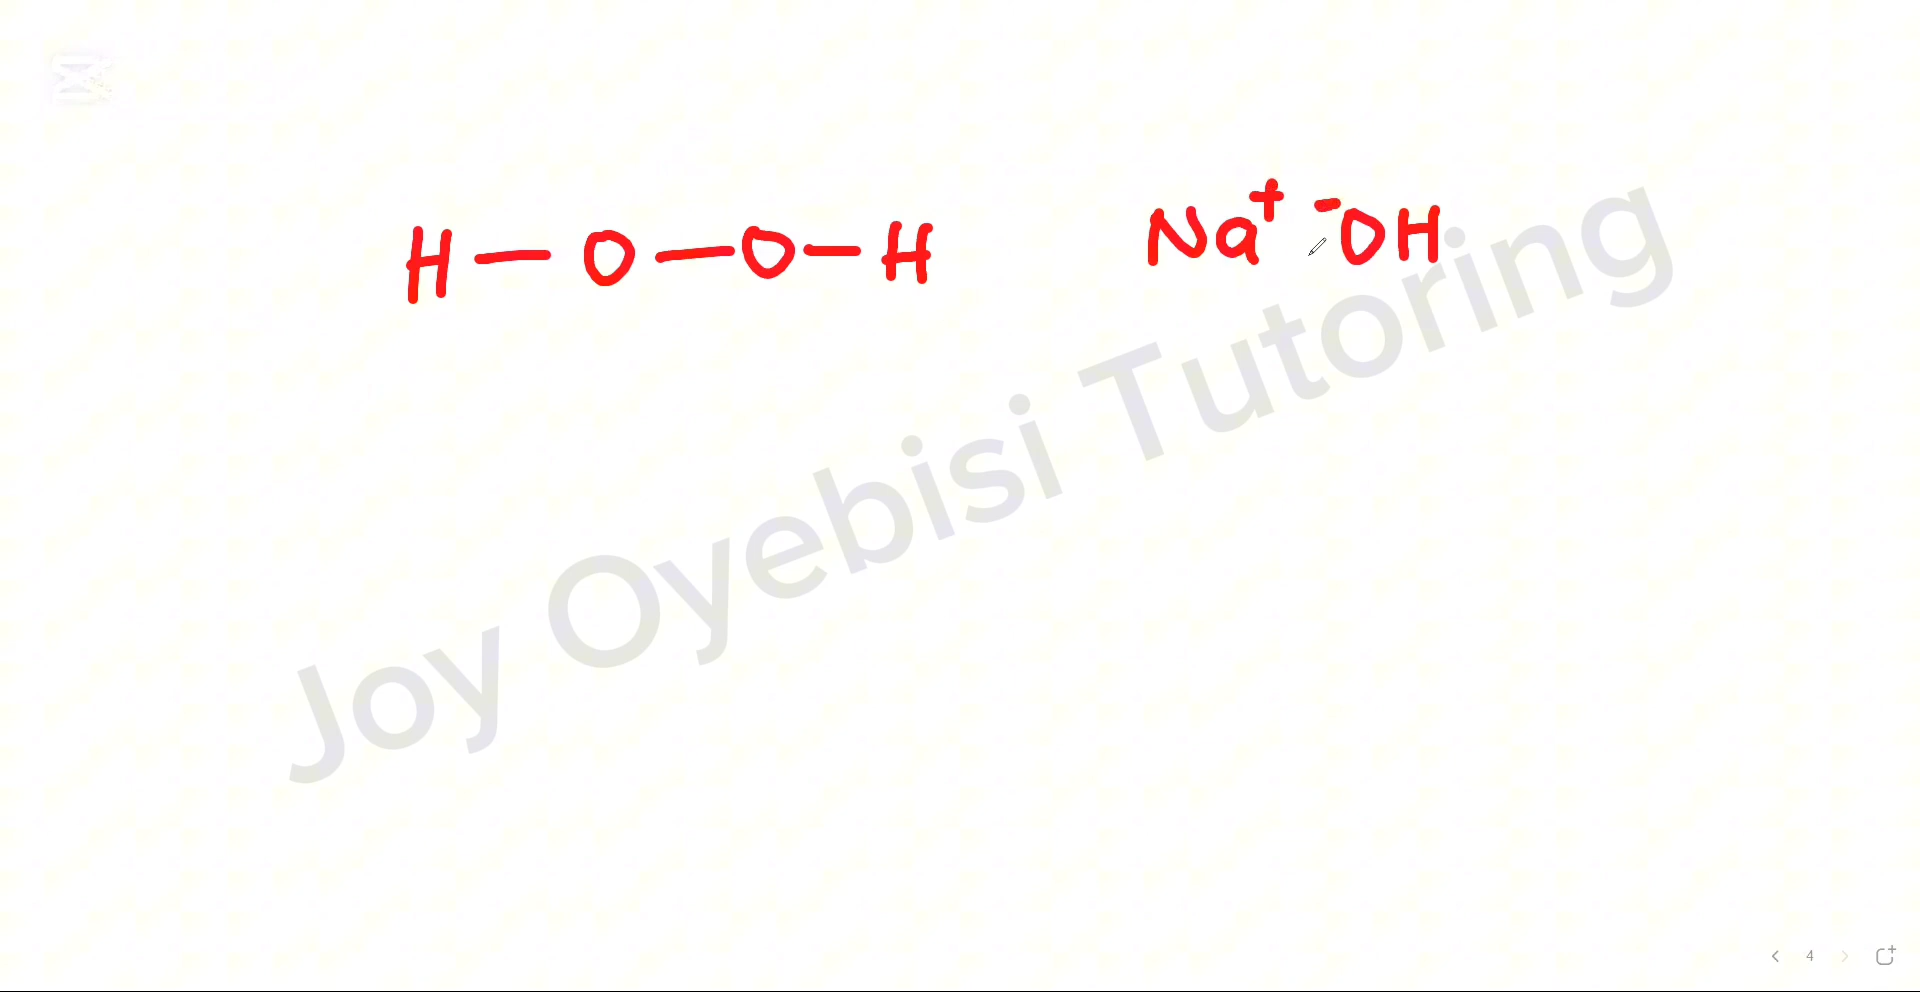 H — O — O — H Na⁺ ⁻OH
Joy Oyebisi Tutoring
4